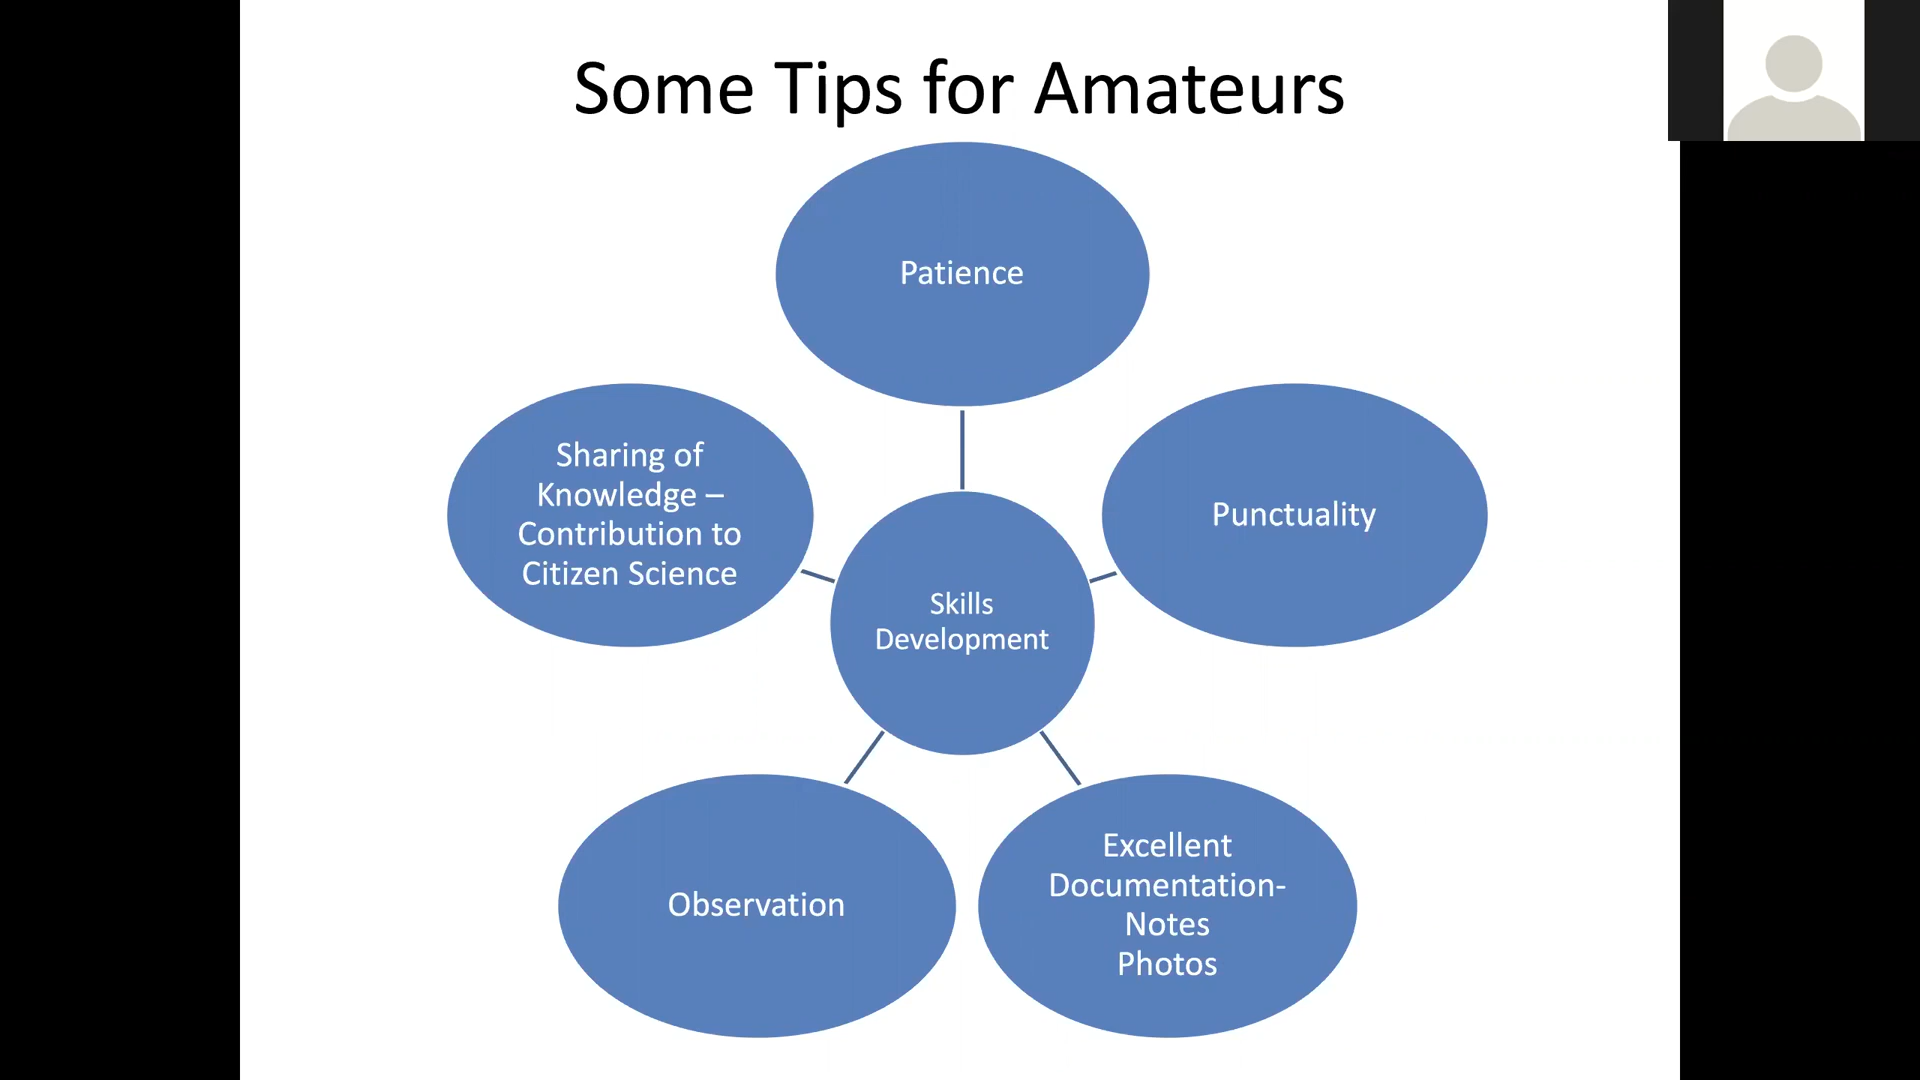 Some Tips for Amateurs
Patience
Punctuality
Excellent
Documentation-
Notes
Photos
Observation
Sharing of
Knowledge –
Contribution to
Citizen Science
Skills
Development